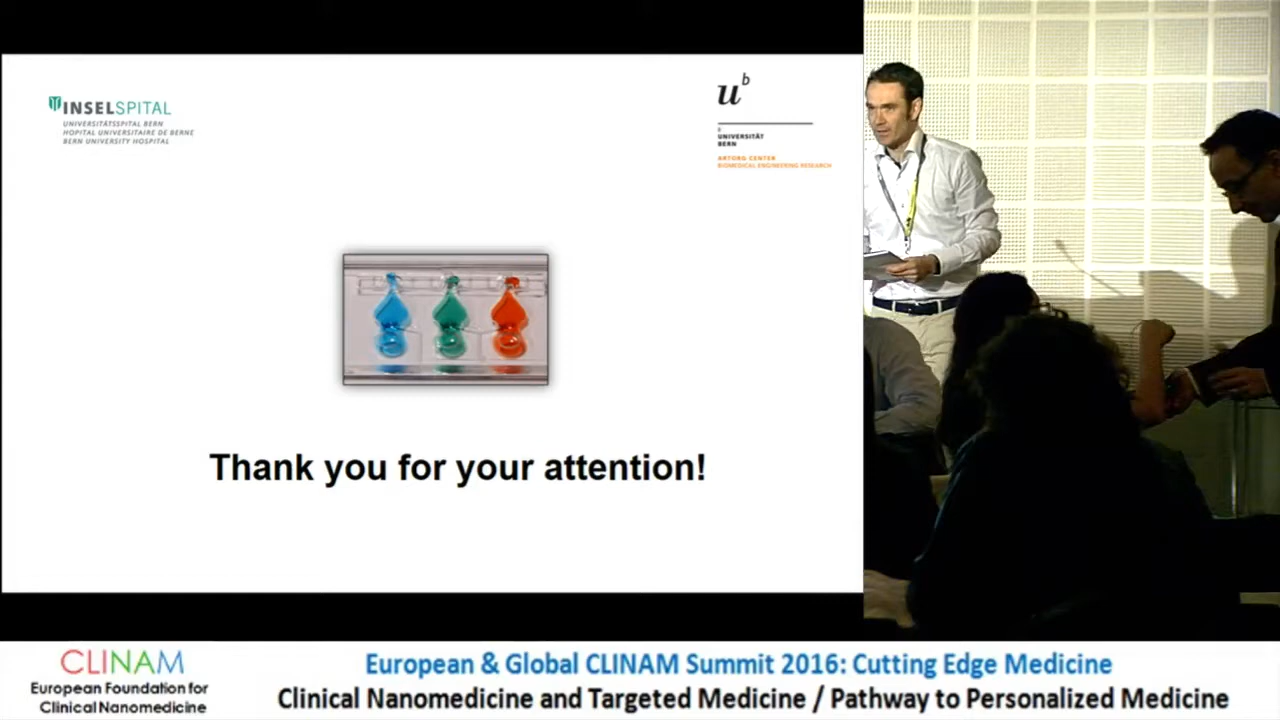 INSELSPITAL
UNIVERSITÄTSSPITAL BERN
HOPITAL UNIVERSITAIRE DE BERNE
BERN UNIVERSITY HOSPITAL
u b
b
UNIVERSITÄT
BERN
ARTORG CENTER
BIOMEDICAL ENGINEERING RESEARCH
Thank you for your attention!
CLINAM
European Foundation for
Clinical Nanomedicine
European & Global CLINAM Summit 2016: Cutting Edge Medicine
Clinical Nanomedicine and Targeted Medicine / Pathway to Personalized Medicine